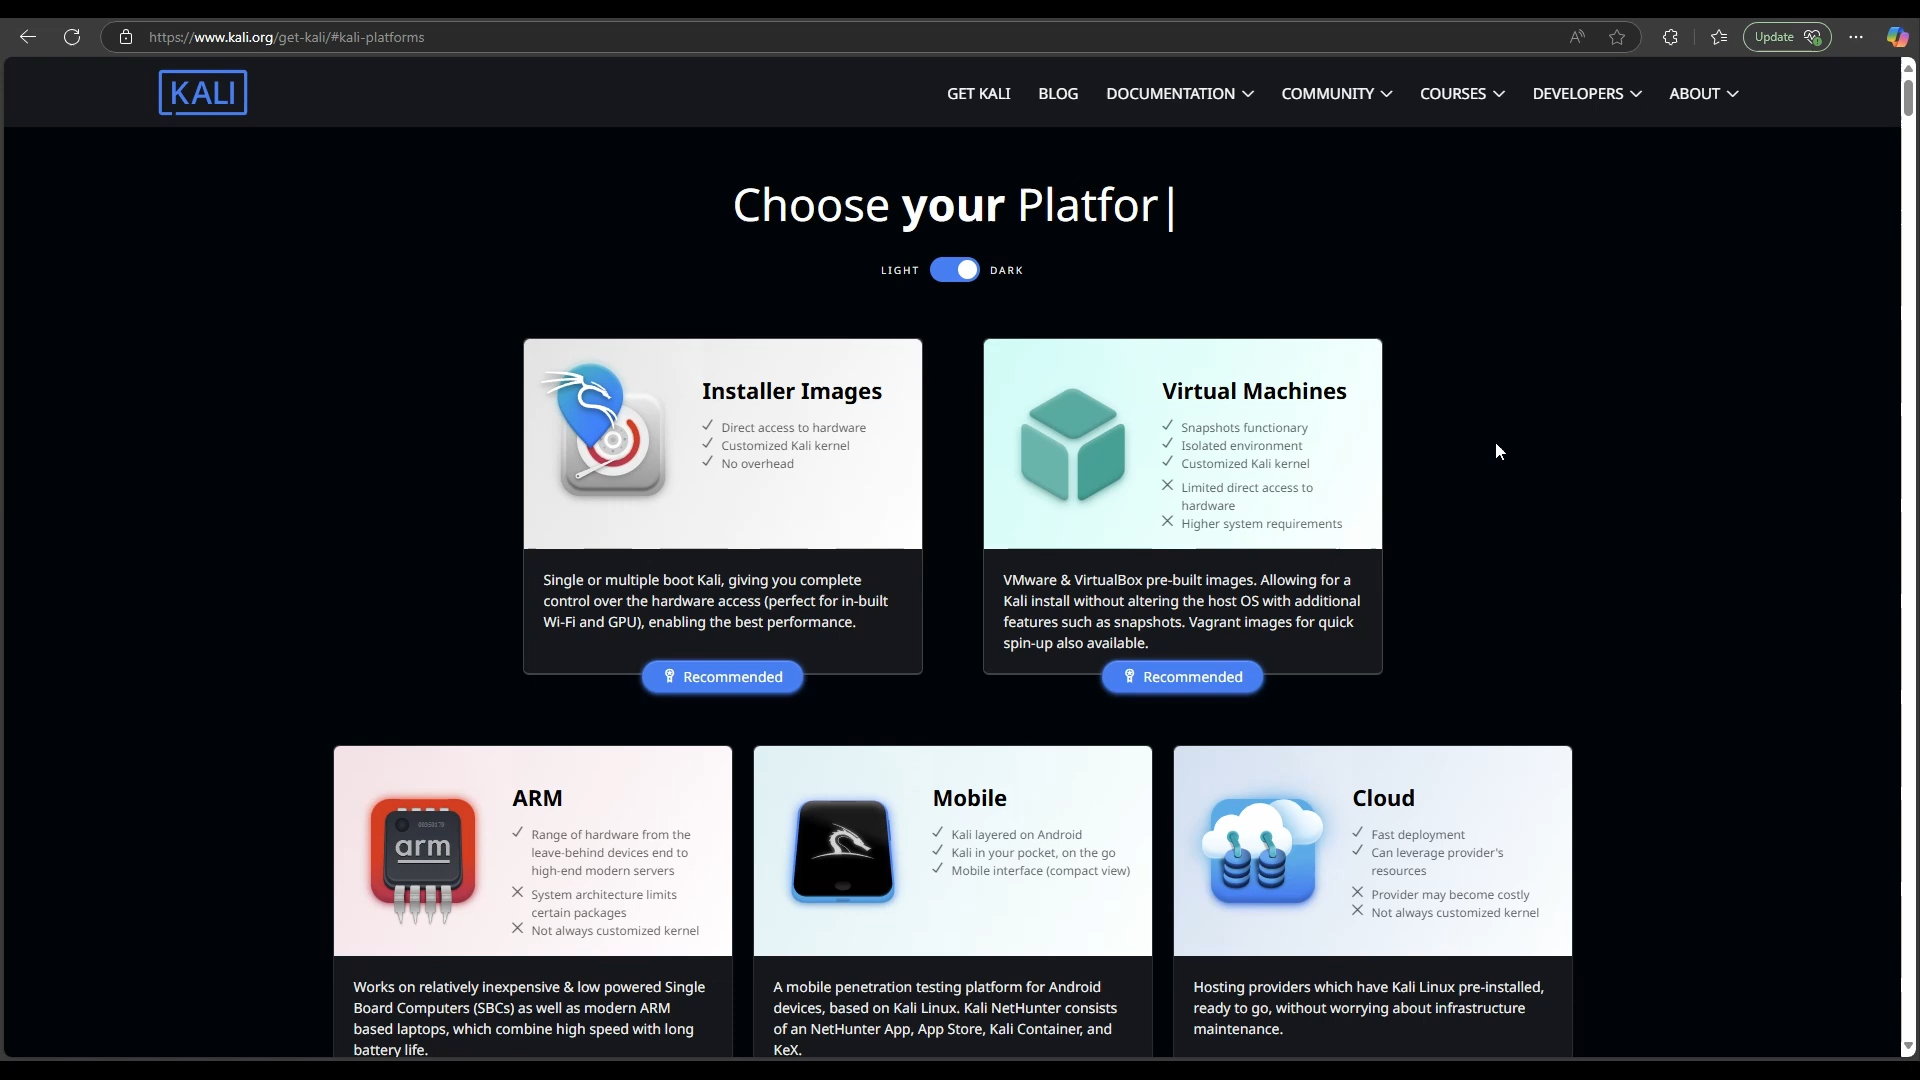 https://www.kali.org/get-kali/#kali-platforms
Update
KALI
GET KALI
BLOG
DOCUMENTATION
COMMUNITY
COURSES
DEVELOPERS
ABOUT
Choose your Platfor|
LIGHT
DARK
Installer Images
Direct access to hardware
Customized Kali kernel
No overhead
Single or multiple boot Kali, giving you complete
control over the hardware access (perfect for in-built
Wi-Fi and GPU), enabling the best performance.
Recommended
Virtual Machines
Snapshots functionary
Isolated environment
Customized Kali kernel
Limited direct access to
hardware
Higher system requirements
VMware & VirtualBox pre-built images. Allowing for a
Kali install without altering the host OS with additional
features such as snapshots. Vagrant images for quick
spin-up also available.
Recommended
arm
ARM
Range of hardware from the
leave-behind devices end to
high-end modern servers
System architecture limits
certain packages
Not always customized kernel
Works on relatively inexpensive & low powered Single
Board Computers (SBCs) as well as modern ARM
based laptops, which combine high speed with long
battery life.
Mobile
Kali layered on Android
Kali in your pocket, on the go
Mobile interface (compact view)
A mobile penetration testing platform for Android
devices, based on Kali Linux. Kali NetHunter consists
of an NetHunter App, App Store, Kali Container, and
KeX.
Cloud
Fast deployment
Can leverage provider's
resources
Provider may become costly
Not always customized kernel
Hosting providers which have Kali Linux pre-installed,
ready to go, without worrying about infrastructure
maintenance.